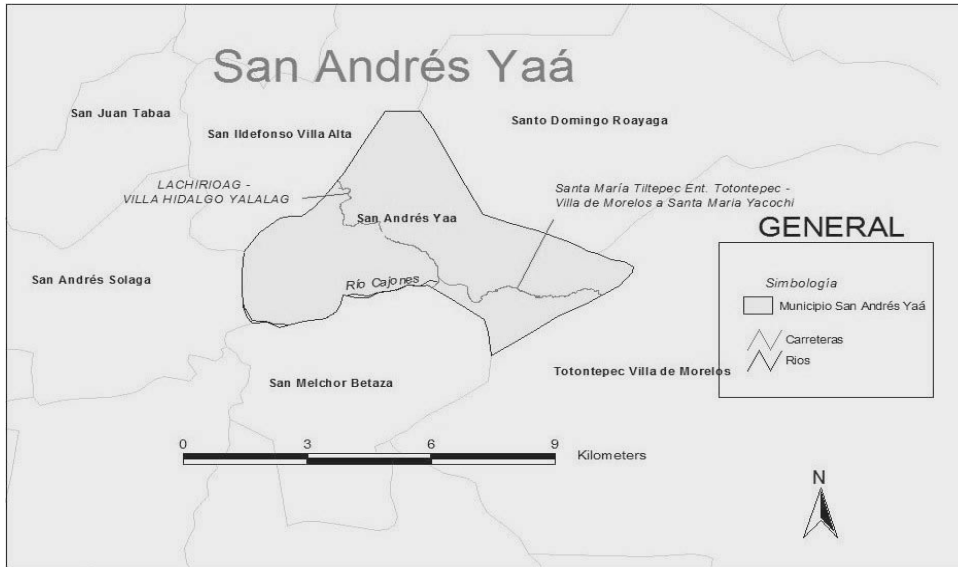 San Andrés Yaá
San Juan Tabaa
San Ildefonso Villa Alta
Santo Domingo Roayaga
LACHIRIOAG -
VILLA HIDALGO YALALAG
Santa María Tiltepec Ent. Totontepec -
Villa de Morelos a Santa Maria Yacochi
San Andrés Yaa
San Andrés Solaga
Río Cajones
GENERAL
Simbología
Municipio San Andrés Yaá
Carreteras
Rios
San Melchor Betaza
Totontepec Villa de Morelos
0 3 6 9
Kilometers
N